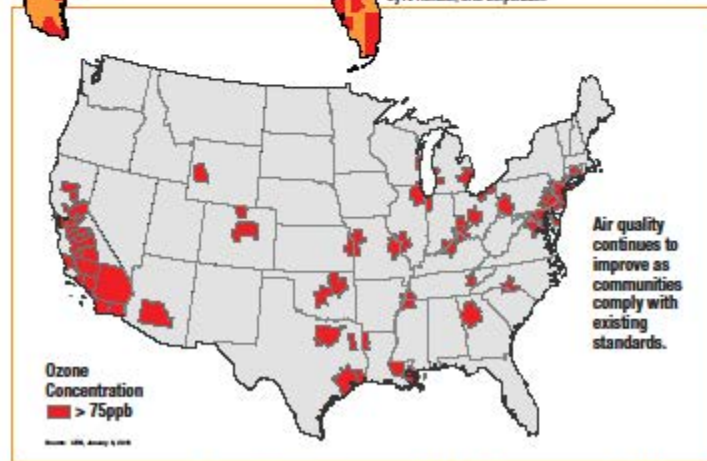 Air quality
continues to
improve as
communities
comply with
existing
standards.
Ozone
Concentration
> 75ppb